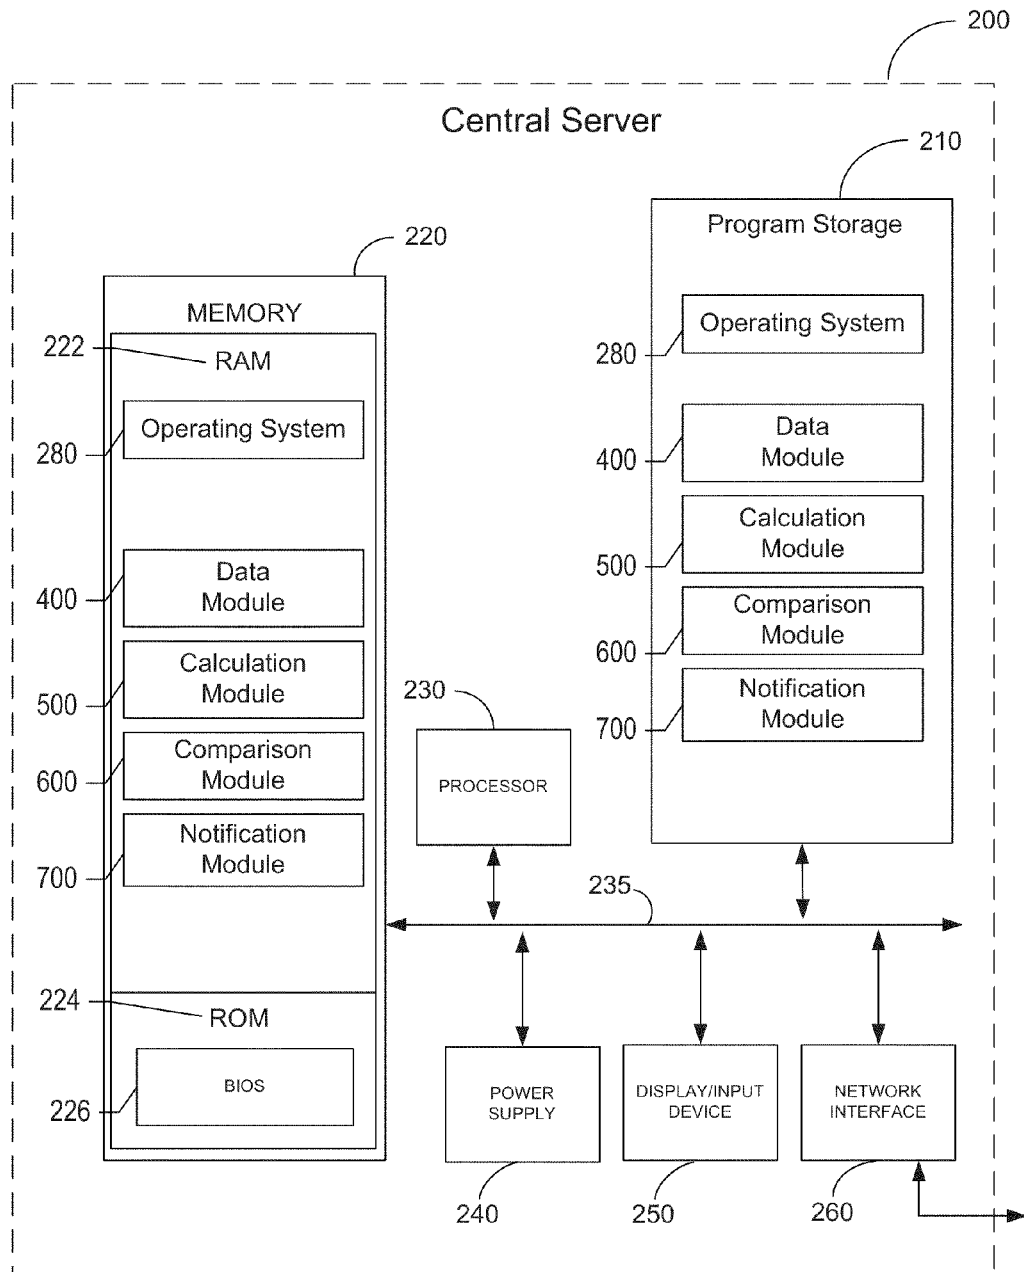 200
Central Server
210
Program Storage
220
MEMORY
222
RAM
Operating System
280
Operating System
280
Data
Module
400
Calculation
Module
500
Comparison
Module
600
Notification
Module
700
Data
Module
400
Calculation
Module
500
Comparison
Module
600
Notification
Module
700
230
PROCESSOR
235
224
ROM
BIOS
226
POWER
SUPPLY
240
DISPLAY/INPUT
DEVICE
250
NETWORK
INTERFACE
260